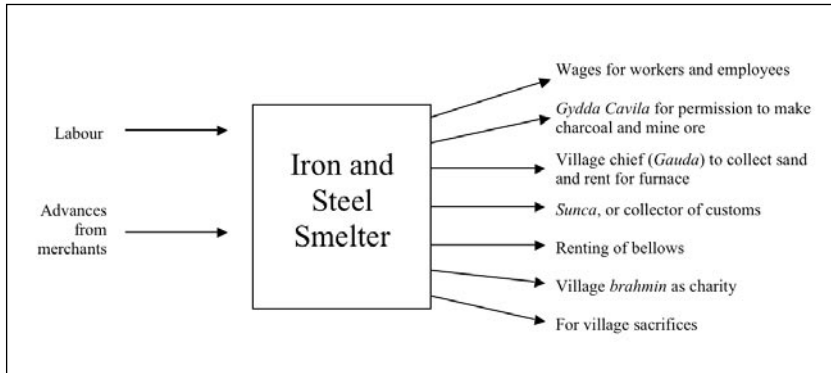 Labour
Advances
from
merchants
Iron and
Steel
Smelter
Wages for workers and employees
Gydda Cavila for permission to make
charcoal and mine ore
Village chief (Gauda) to collect sand
and rent for furnace
Sunca, or collector of customs
Renting of bellows
Village brahmin as charity
For village sacrifices